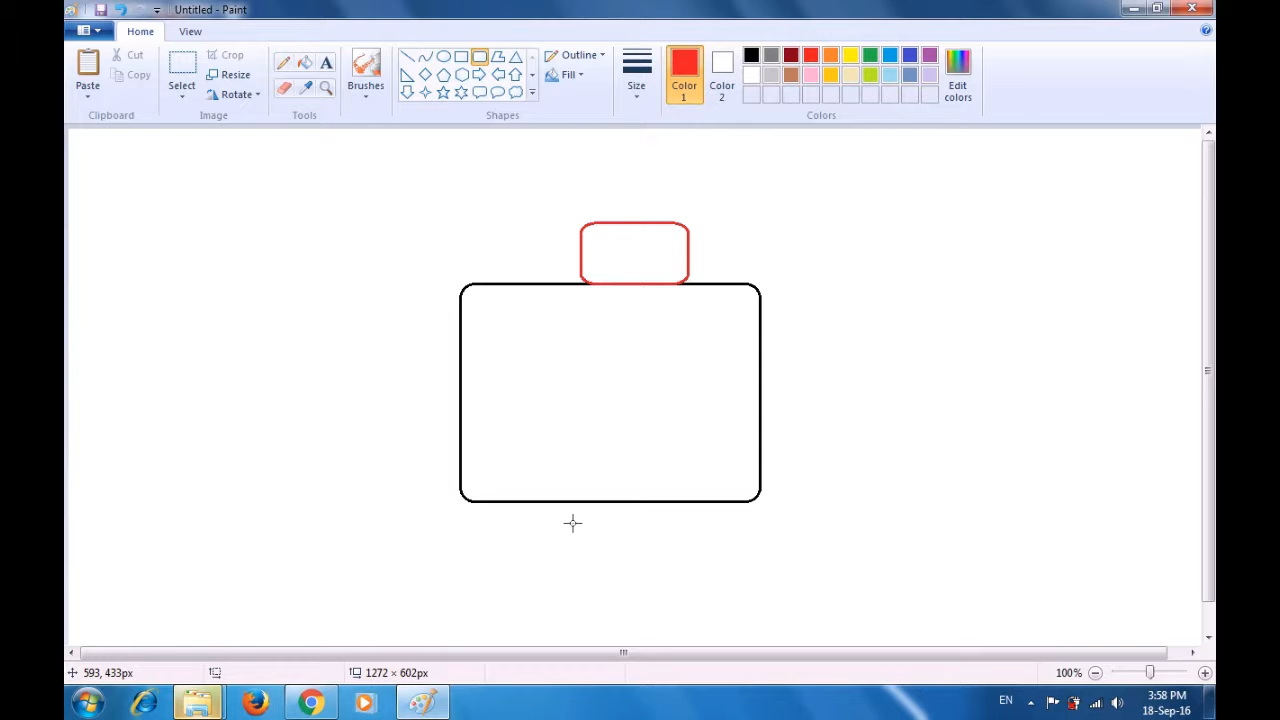 Untitled - Paint
Home View
Paste
Cut
Copy
Clipboard
Select
Crop
Resize
Rotate
Image
A
Tools
Brushes
Outline
Fill
Shapes
Size
Color 1
Color 2
Edit colors
Colors
593, 433px
1272 × 602px
100%
EN
3:58 PM
18-Sep-16